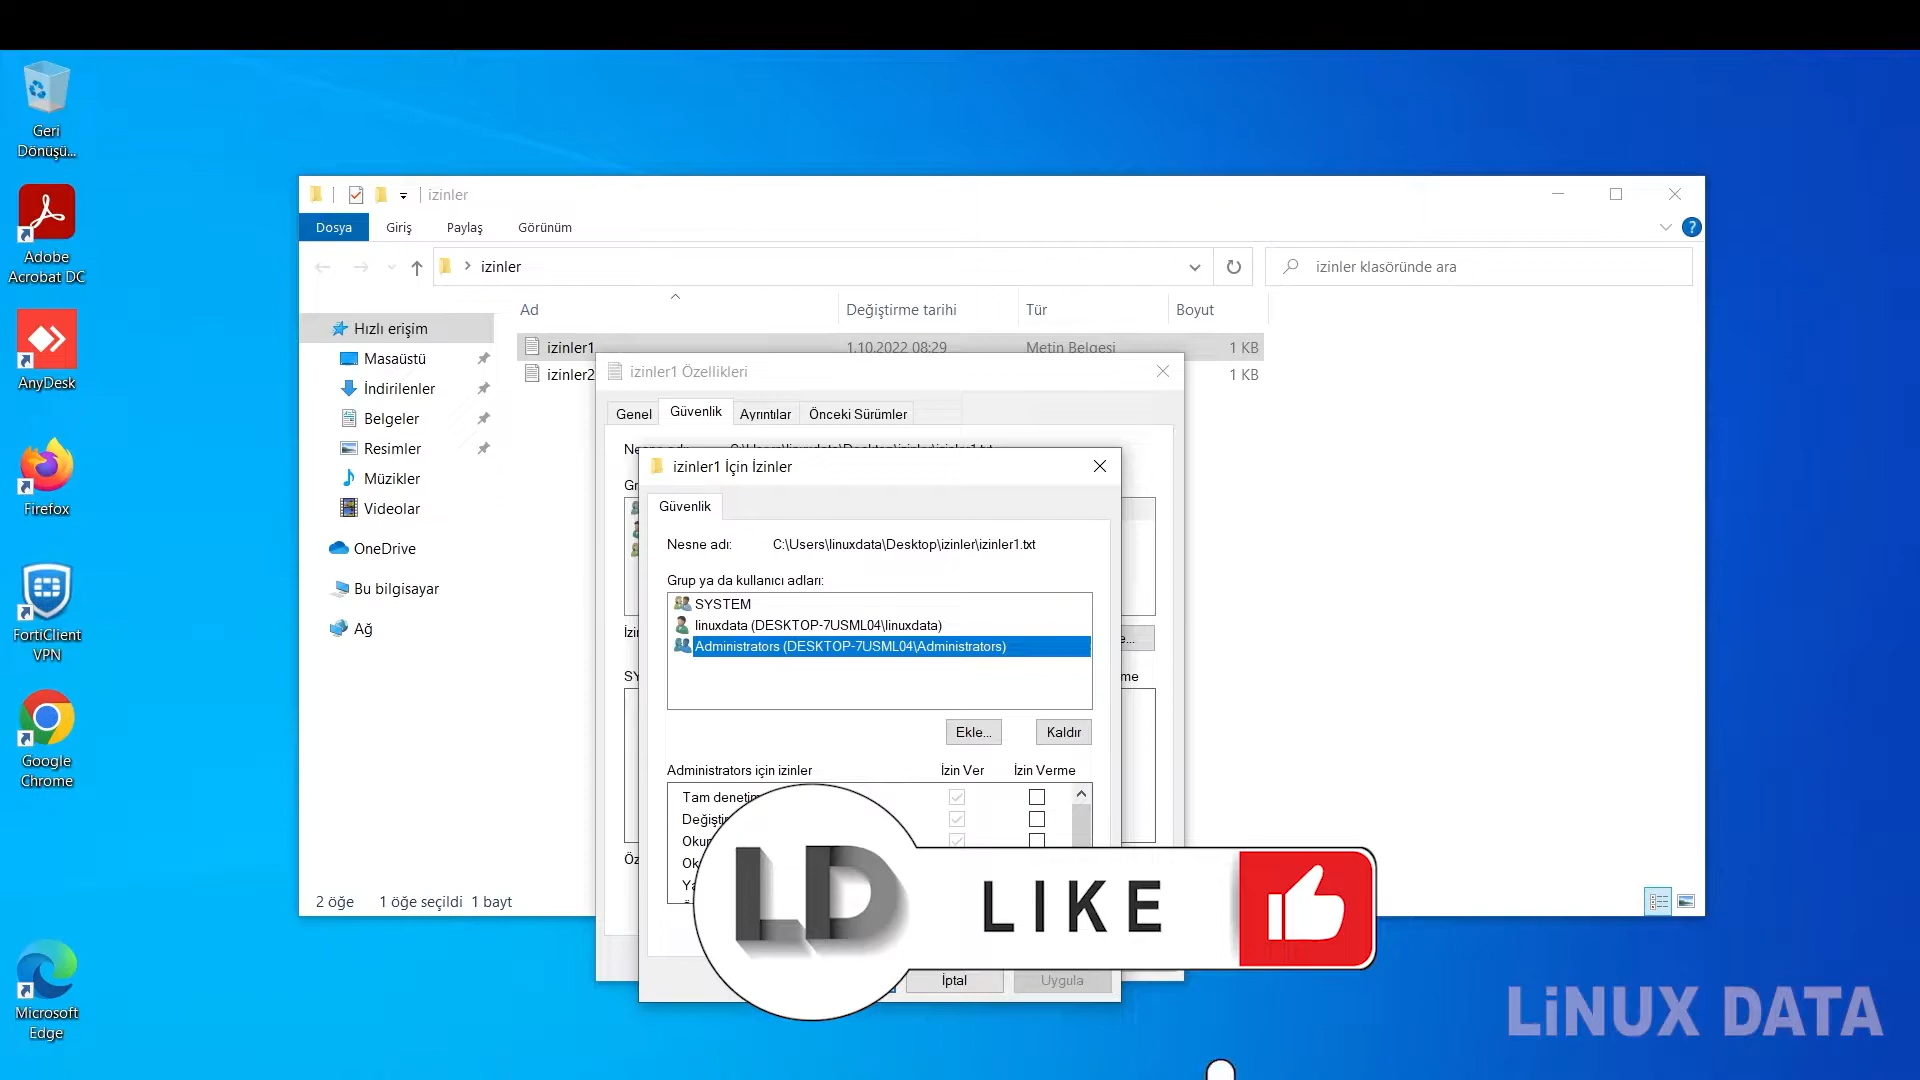 Geri
Dönüşü...
Adobe
Acrobat DC
AnyDesk
Firefox
FortiClient
VPN
Google
Chrome
Microsoft
Edge
izinler
Dosya
Giriş
Paylaş
Görünüm
izinler
izinler klasöründe ara
Ad
Değiştirme tarihi
Tür
Boyut
Hızlı erişim
Masaüstü
İndirilenler
Belgeler
Resimler
Müzikler
Videolar
OneDrive
Bu bilgisayar
Ağ
izinler1
1.10.2022 08:29
Metin Belgesi
1 KB
izinler2
1 KB
2 öğe
1 öğe seçildi 1 bayt
izinler1 Özellikleri
Genel
Güvenlik
Ayrıntılar
Önceki Sürümler
izinler1 İçin İzinler
Güvenlik
Nesne adı:
C:\Users\linuxdata\Desktop\izinler\izinler1.txt
Grup ya da kullanıcı adları:
SYSTEM
linuxdata (DESKTOP-7USML04\linuxdata)
Administrators (DESKTOP-7USML04\Administrators)
Ekle...
Kaldır
Administrators için izinler
İzin Ver
İzin Verme
Tam denetim
İptal
Uygula
LD
LIKE
LiNUX DATA